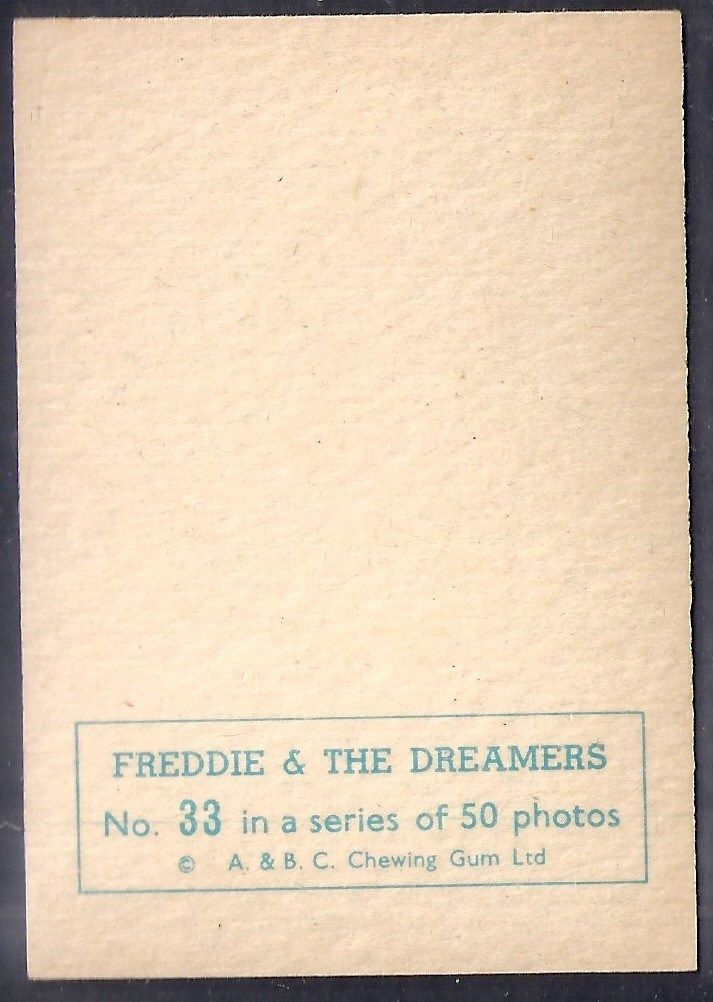 FREDDIE & THE DREAMERS
No. 33 in a series of 50 photos
© A. & B. C. Chewing Gum Ltd